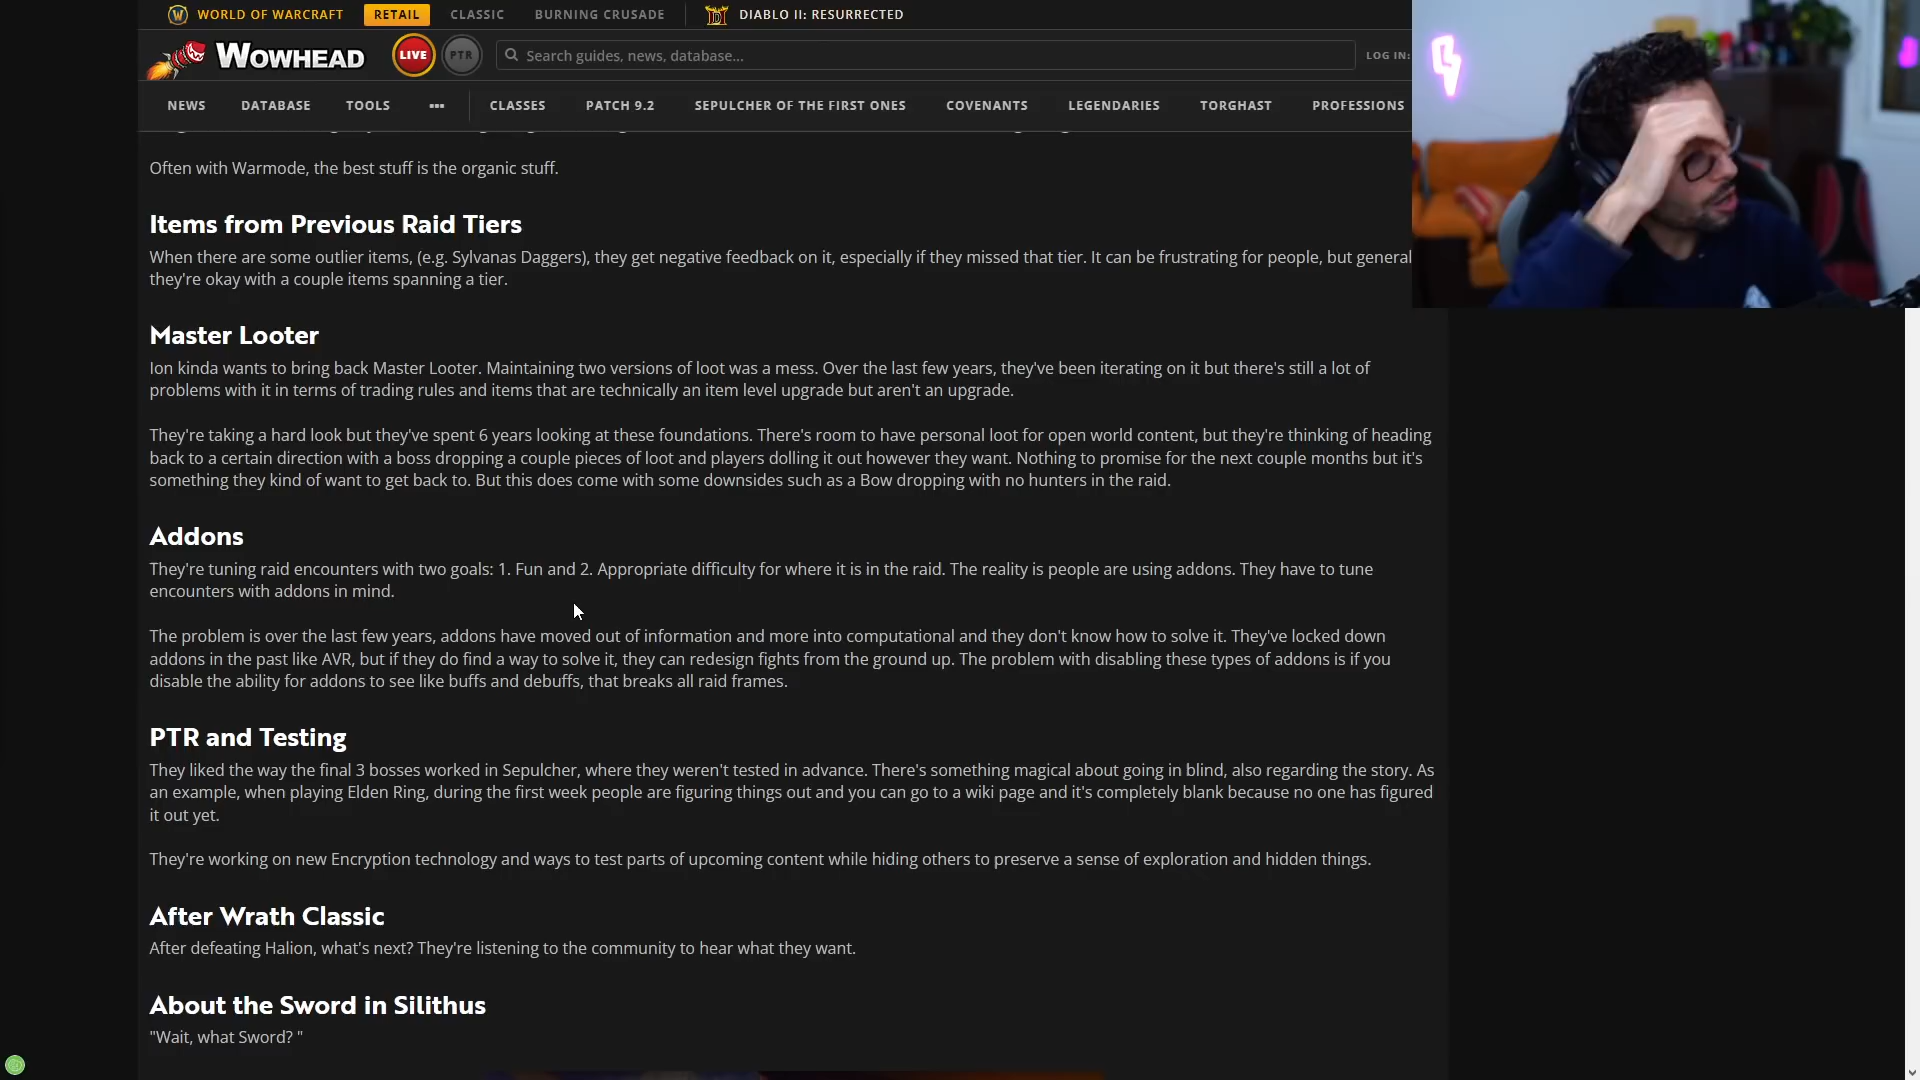 WORLD OF WARCRAFT RETAIL CLASSIC BURNING CRUSADE DIABLO II: RESURRECTED
WOWHEAD LIVE PTR Search guides, news, database... LOG IN:
NEWS DATABASE TOOLS ••• CLASSES PATCH 9.2 SEPULCHER OF THE FIRST ONES COVENANTS LEGENDARIES TORGHAST PROFESSIONS
Often with Warmode, the best stuff is the organic stuff.
Items from Previous Raid Tiers
When there are some outlier items, (e.g. Sylvanas Daggers), they get negative feedback on it, especially if they missed that tier. It can be frustrating for people, but general
they're okay with a couple items spanning a tier.
Master Looter
Ion kinda wants to bring back Master Looter. Maintaining two versions of loot was a mess. Over the last few years, they've been iterating on it but there's still a lot of
problems with it in terms of trading rules and items that are technically an item level upgrade but aren't an upgrade.
They're taking a hard look but they've spent 6 years looking at these foundations. There's room to have personal loot for open world content, but they're thinking of heading
back to a certain direction with a boss dropping a couple pieces of loot and players dolling it out however they want. Nothing to promise for the next couple months but it's
something they kind of want to get back to. But this does come with some downsides such as a Bow dropping with no hunters in the raid.
Addons
They're tuning raid encounters with two goals: 1. Fun and 2. Appropriate difficulty for where it is in the raid. The reality is people are using addons. They have to tune
encounters with addons in mind.
The problem is over the last few years, addons have moved out of information and more into computational and they don't know how to solve it. They've locked down
addons in the past like AVR, but if they do find a way to solve it, they can redesign fights from the ground up. The problem with disabling these types of addons is if you
disable the ability for addons to see like buffs and debuffs, that breaks all raid frames.
PTR and Testing
They liked the way the final 3 bosses worked in Sepulcher, where they weren't tested in advance. There's something magical about going in blind, also regarding the story. As
an example, when playing Elden Ring, during the first week people are figuring things out and you can go to a wiki page and it's completely blank because no one has figured
it out yet.
They're working on new Encryption technology and ways to test parts of upcoming content while hiding others to preserve a sense of exploration and hidden things.
After Wrath Classic
After defeating Halion, what's next? They're listening to the community to hear what they want.
About the Sword in Silithus
"Wait, what Sword? "